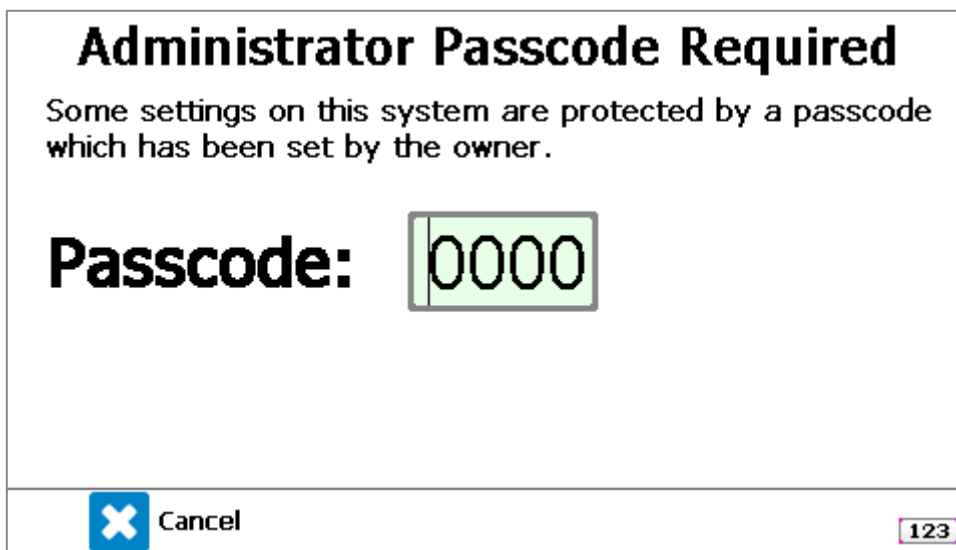 Administrator Passcode Required
Some settings on this system are protected by a passcode
which has been set by the owner.
Passcode: 0000
Cancel
123